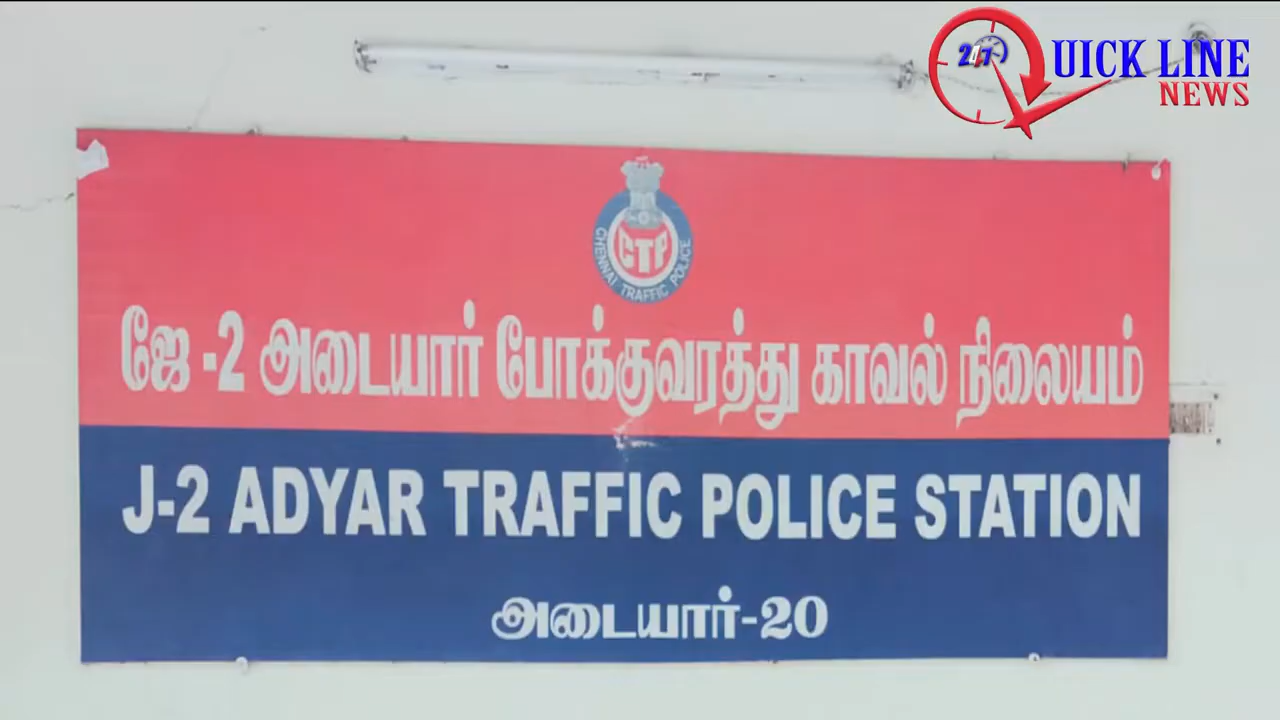 24/7 QUICK LINE
NEWS
CTP
CHENNAI TRAFFIC POLICE
ஜே -2 அடையார் போக்குவரத்து காவல் நிலையம்
J-2 ADYAR TRAFFIC POLICE STATION
அடையார்-20